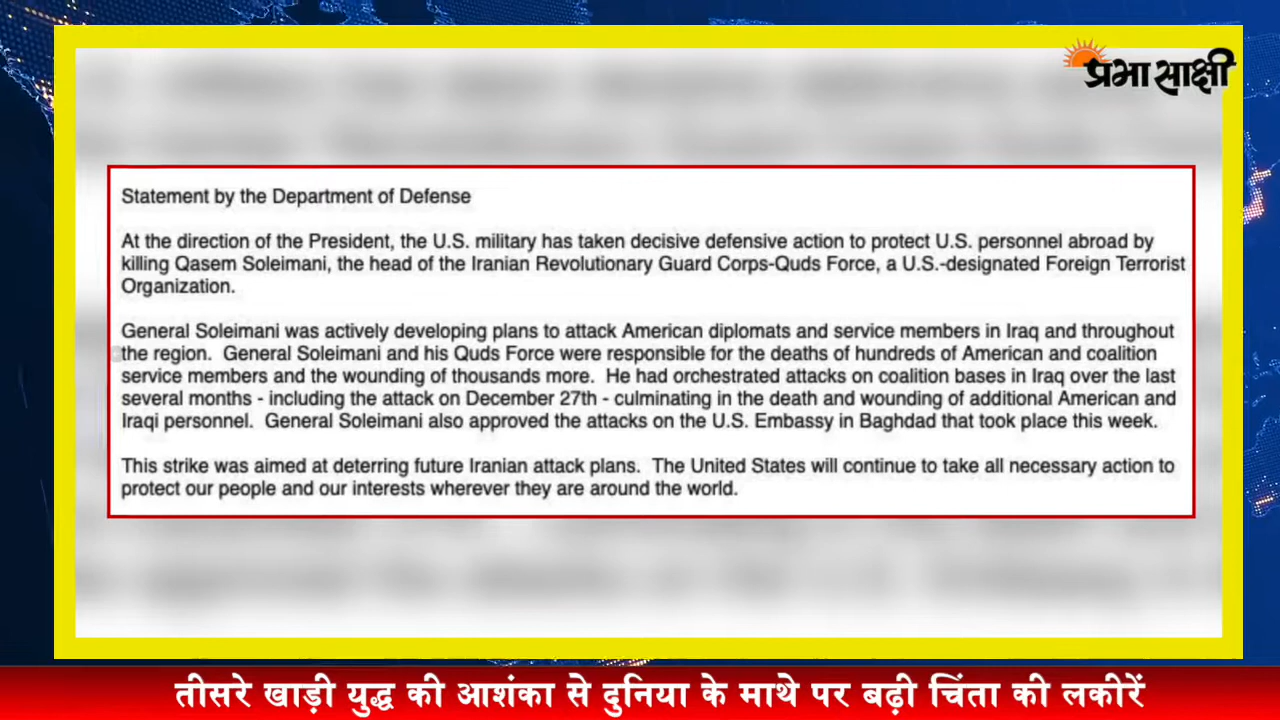 प्रभा साक्षी
Statement by the Department of Defense
At the direction of the President, the U.S. military has taken decisive defensive action to protect U.S. personnel abroad by
killing Qasem Soleimani, the head of the Iranian Revolutionary Guard Corps-Quds Force, a U.S.-designated Foreign Terrorist
Organization.
General Soleimani was actively developing plans to attack American diplomats and service members in Iraq and throughout
the region.  General Soleimani and his Quds Force were responsible for the deaths of hundreds of American and coalition
service members and the wounding of thousands more.  He had orchestrated attacks on coalition bases in Iraq over the last
several months - including the attack on December 27th - culminating in the death and wounding of additional American and
Iraqi personnel.  General Soleimani also approved the attacks on the U.S. Embassy in Baghdad that took place this week.
This strike was aimed at deterring future Iranian attack plans.  The United States will continue to take all necessary action to
protect our people and our interests wherever they are around the world.
तीसरे खाड़ी युद्ध की आशंका से दुनिया के माथे पर बढ़ी चिंता की लकीरें